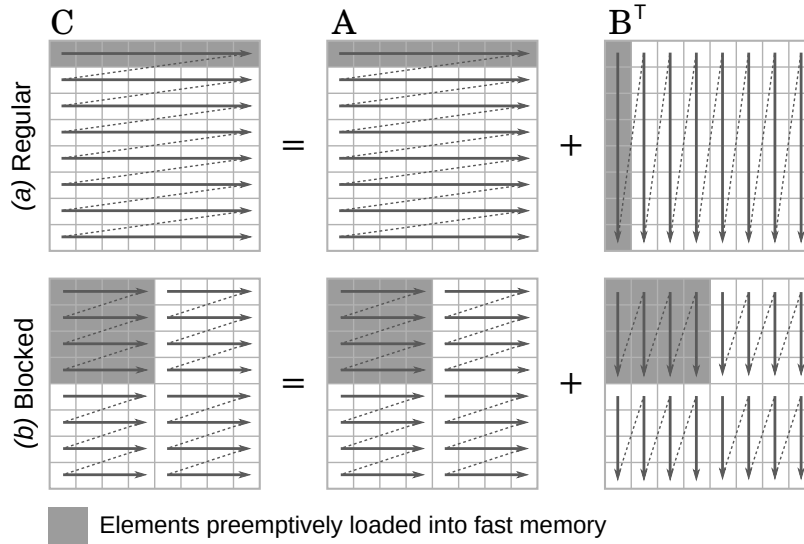 C A Bᵀ
(a) Regular = +
(b) Blocked = +
Elements preemptively loaded into fast memory